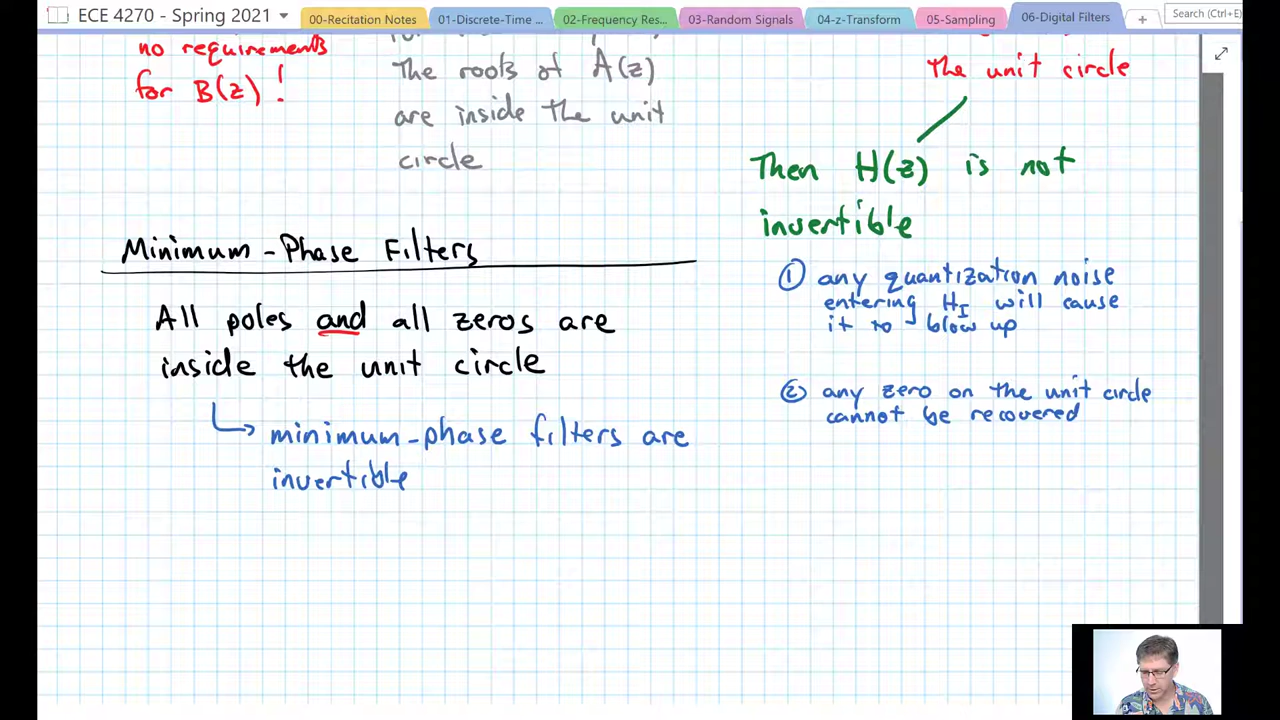 ECE 4270 - Spring 2021
00-Recitation Notes
01-Discrete-Time ...
02-Frequency Res...
03-Random Signals
04-z-Transform
05-Sampling
06-Digital Filters
Search (Ctrl+E)
no requirements
for B(z) !
The roots of A(z)
are inside the unit
circle
the unit circle
Then H(z) is not
invertible
① any quantization noise
entering H_I will cause
it to blow up
② any zero on the unit circle
cannot be recovered
Minimum-Phase Filters
All poles and all zeros are
inside the unit circle
minimum-phase filters are
invertible